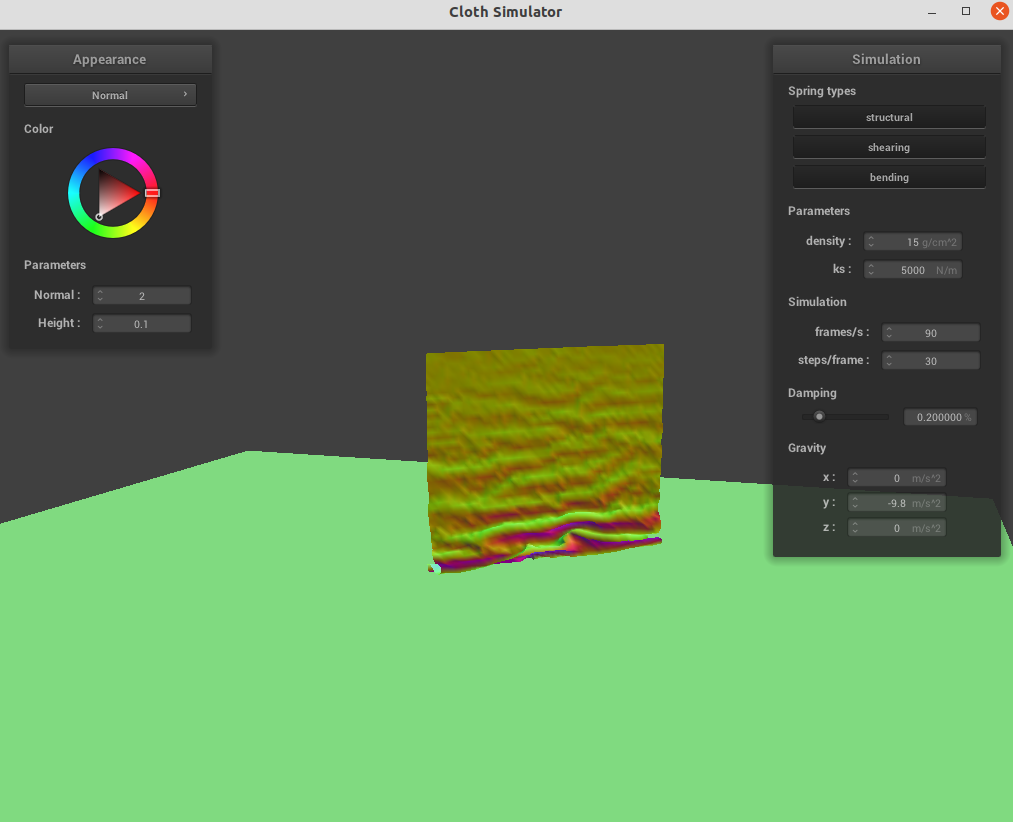 Cloth Simulator
Appearance
Normal
Color
Parameters
Normal :
2
Height :
0.1
Simulation
Spring types
structural
shearing
bending
Parameters
density :
15 g/cm^2
ks :
5000 N/m
Simulation
frames/s :
90
steps/frame :
30
Damping
0.200000 %
Gravity
x :
0 m/s^2
y :
-9.8 m/s^2
z :
0 m/s^2